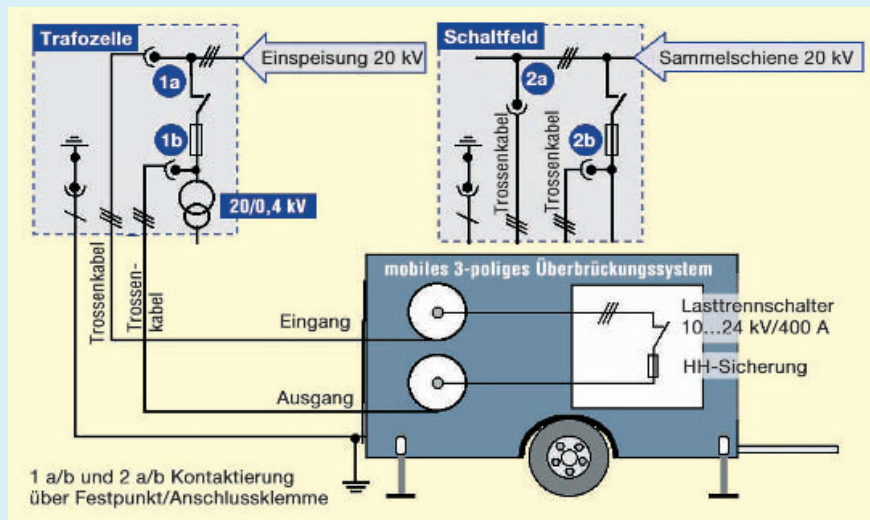 Trafozelle
Einspeisung 20 kV
1a
1b
20/0,4 kV
Trossenkabel
Trossen-
kabel
Schaltfeld
Sammelschiene 20 kV
2a
2b
Trossenkabel
Trossenkabel
mobiles 3-poliges Überbrückungssystem
Eingang
Ausgang
Lasttrennschalter
10...24 kV/400 A
HH-Sicherung
1 a/b und 2 a/b Kontaktierung
über Festpunkt/Anschlussklemme